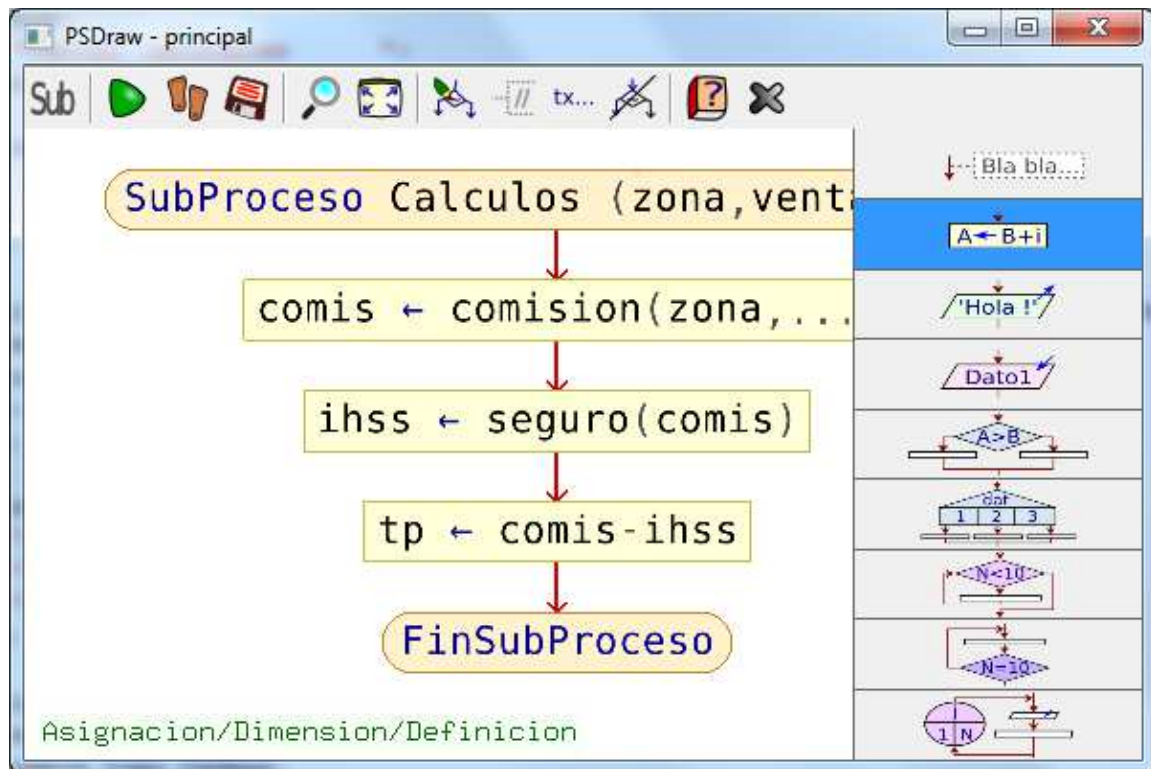 PSDraw - principal
Sub tx...
SubProceso Calculos (zona,venta
comis ← comision(zona,...
ihss ← seguro(comis)
tp ← comis-ihss
FinSubProceso
Asignacion/Dimension/Definicion
Bla bla...
A← B+i
'Hola !'
Dato1
A>B
dat
1 2 3
N<10
N=10
1 N